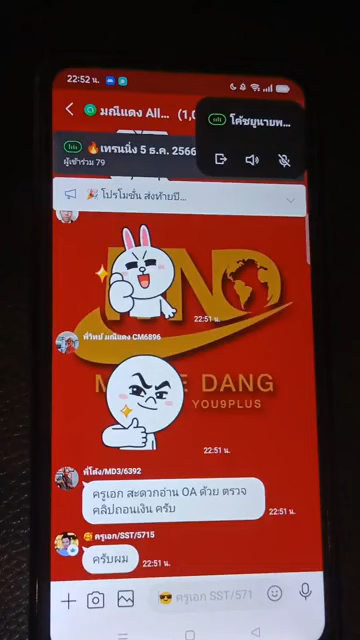 22:52 น.
มณีแดง All... (1,0
โค้ชยูนายพ...
🔥เทรนนิ่ง 5 ธ.ค. 2566
ผู้เข้าร่วม 79
🎉 โปรโมชั่น ส่งท้ายปี...
22:51 น.
พี่วิทย์ มณีแดง CM6896
DANG
YOU9PLUS
22:51 น.
พี่โด่ง/MD3/6392
ครูเอก สะดวกอ่าน OA ด้วย ตรวจ
คลิปถอนเงิน ครับ
22:51 น.
🥰 ครูเอก/SST/5715
ครับผม
22:51 น.
😎 ครูเอก SST/571